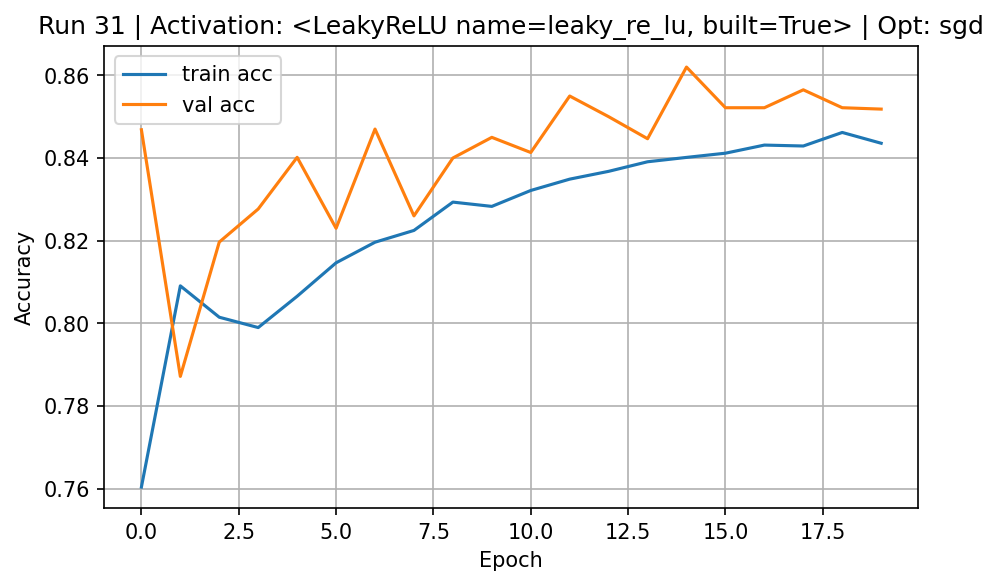 Run 31 | Activation: <LeakyReLU name=leaky_re_lu, built=True> | Opt: sgd
train acc
val acc
0.86
0.84
0.82
0.80
0.78
0.76
Accuracy
0.0 2.5 5.0 7.5 10.0 12.5 15.0 17.5
Epoch